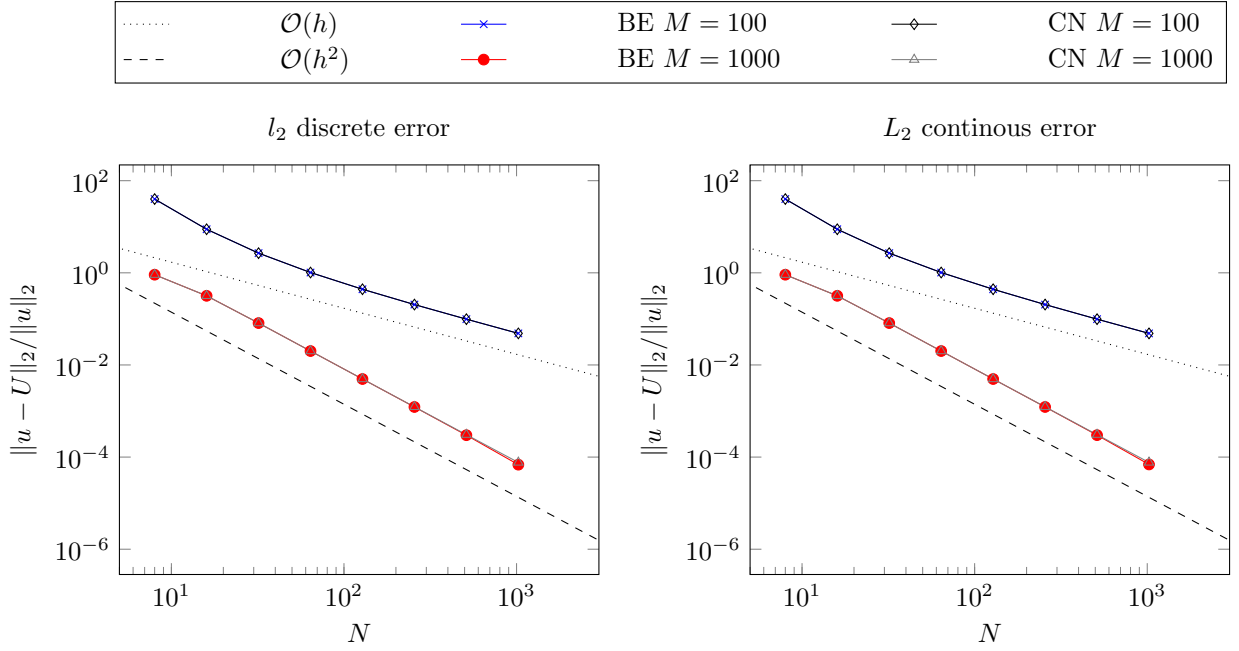 𝒪(h) BE M = 100 CN M = 100
𝒪(h²) BE M = 1000 CN M = 1000
l₂ discrete error
10²
10⁰
10⁻²
10⁻⁴
10⁻⁶
‖u − U‖₂/‖u‖₂
10¹ 10² 10³
N
L₂ continous error
10²
10⁰
10⁻²
10⁻⁴
10⁻⁶
‖u − U‖₂/‖u‖₂
10¹ 10² 10³
N